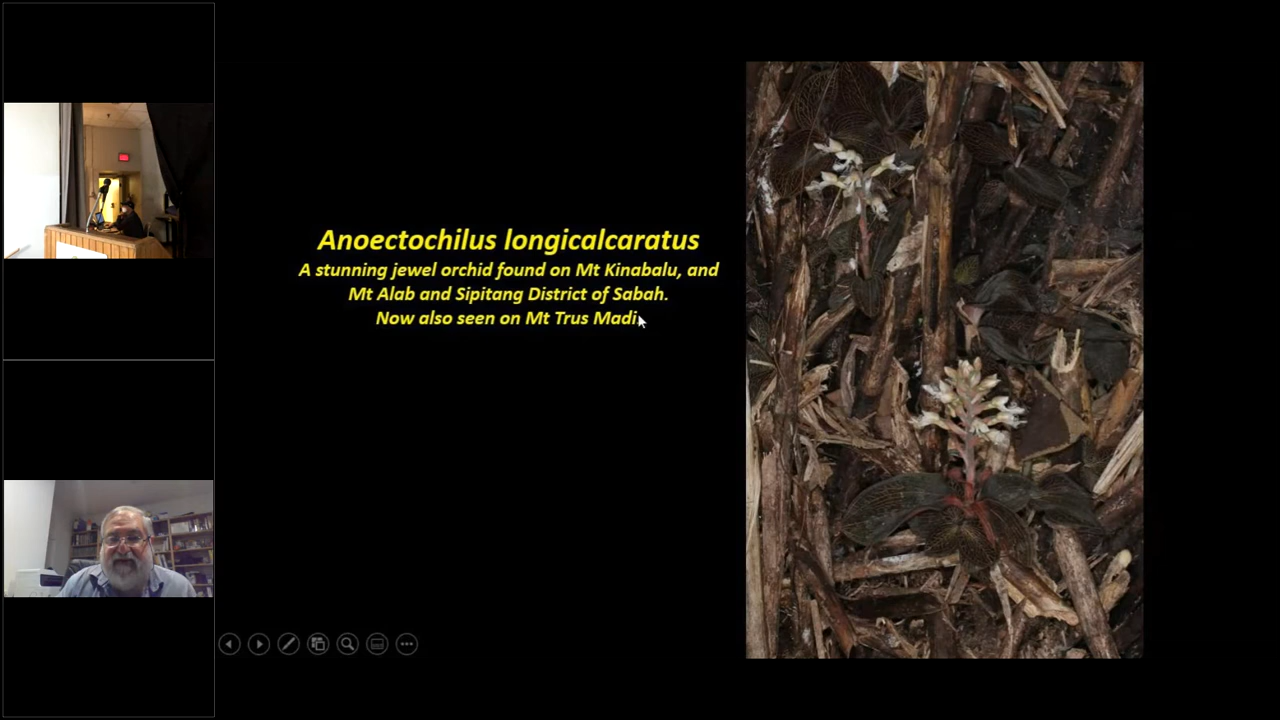 Anoectochilus longicalcaratus
A stunning jewel orchid found on Mt Kinabalu, and
Mt Alab and Sipitang District of Sabah.
Now also seen on Mt Trus Madi.